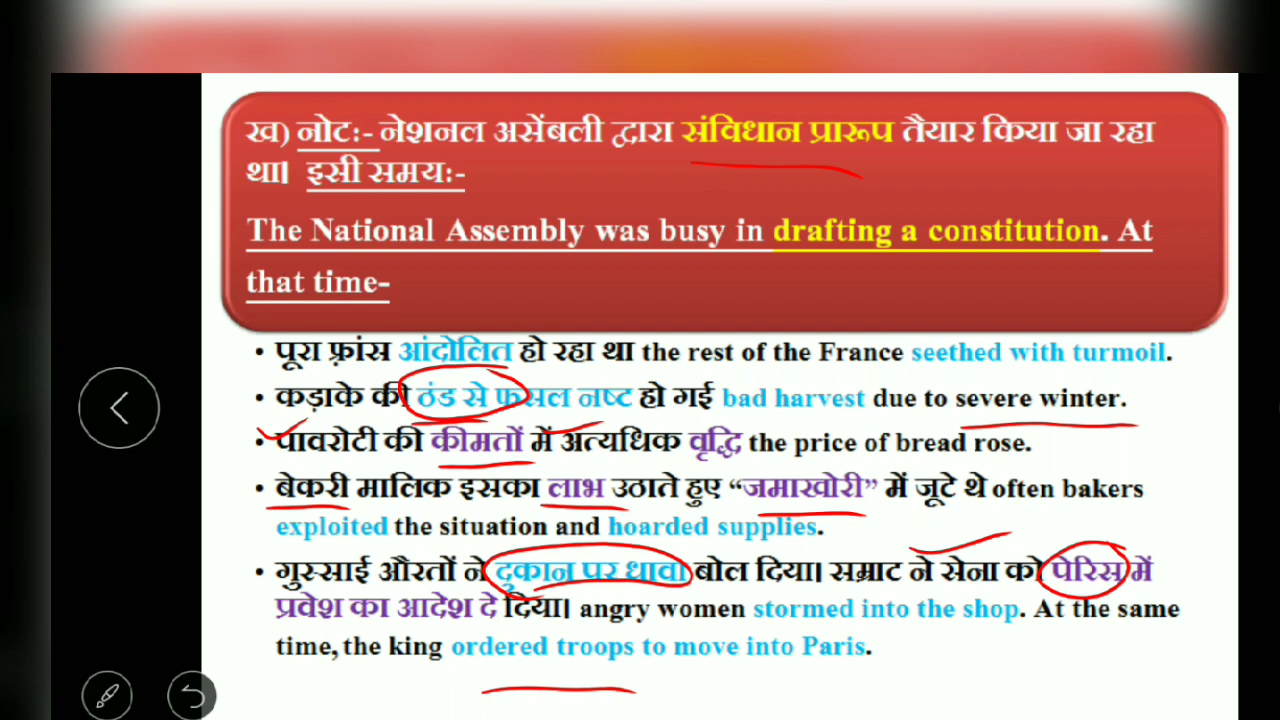 ख) नोटः- नेशनल असेंबली द्वारा संविधान प्रारूप तैयार किया जा रहा
था। इसी समयः-
The National Assembly was busy in drafting a constitution. At
that time-
• पूरा फ़्रांस आंदोलित हो रहा था the rest of the France seethed with turmoil.
• कड़ाके की ठंड से फसल नष्ट हो गई bad harvest due to severe winter.
• पावरोटी की कीमतों में अत्यधिक वृद्धि the price of bread rose.
• बेकरी मालिक इसका लाभ उठाते हुए “जमाखोरी” में जूटे थे often bakers
exploited the situation and hoarded supplies.
• गुस्साई औरतों ने दुकान पर धावा बोल दिया। सम्राट ने सेना को पेरिस में
प्रवेश का आदेश दे दिया। angry women stormed into the shop. At the same
time, the king ordered troops to move into Paris.